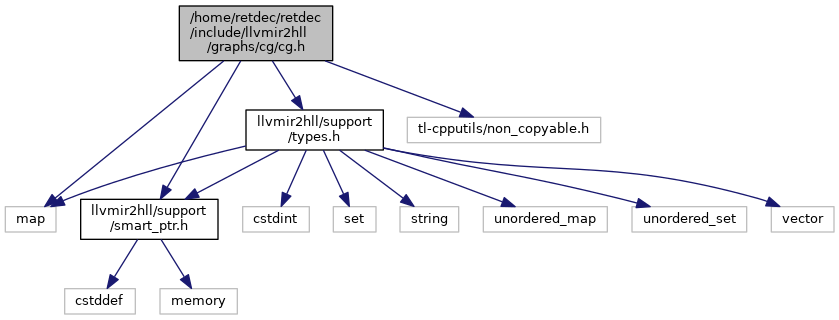 /home/retdec/retdec
/include/llvmir2hll
/graphs/cg/cg.h
llvmir2hll/support
/types.h
tl-cpputils/non_copyable.h
map
llvmir2hll/support
/smart_ptr.h
cstdint
set
string
unordered_map
unordered_set
vector
cstddef
memory